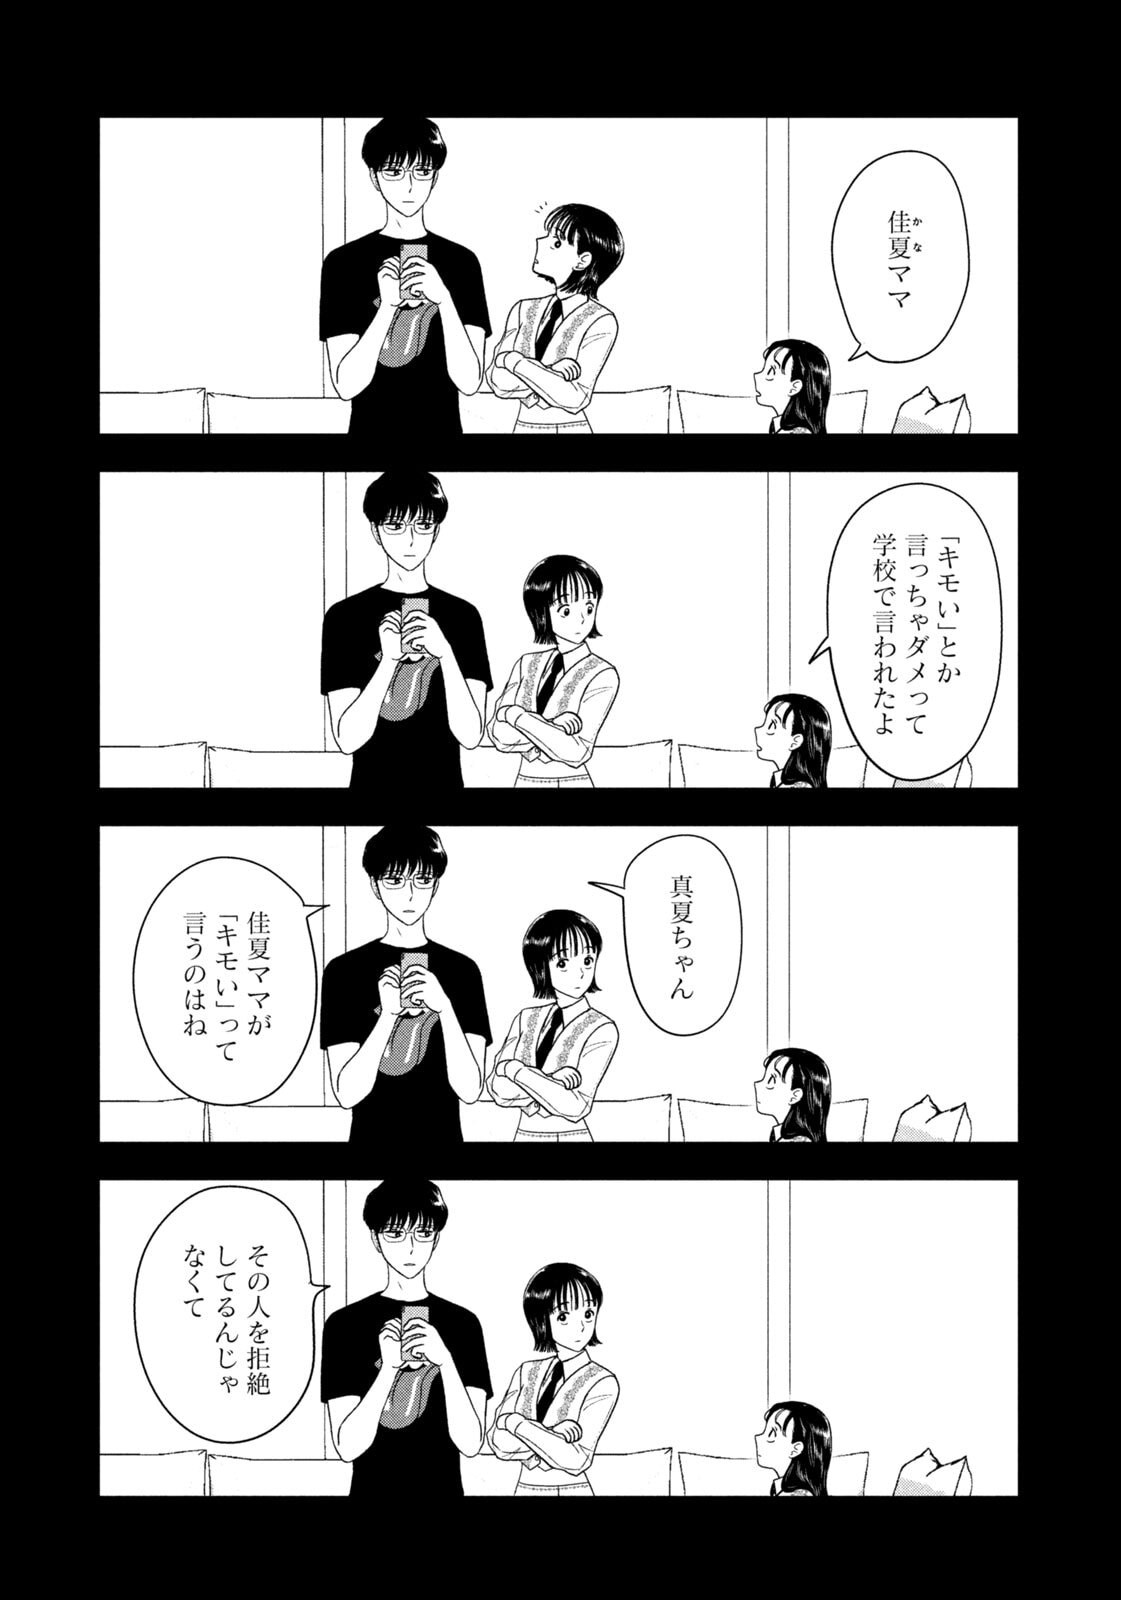 佳夏ママ
かな
「キモい」とか
言っちゃダメって
学校で言われたよ
真夏ちゃん
佳夏ママが
「キモい」って
言うのはね
その人を拒絶
してるんじゃ
なくて